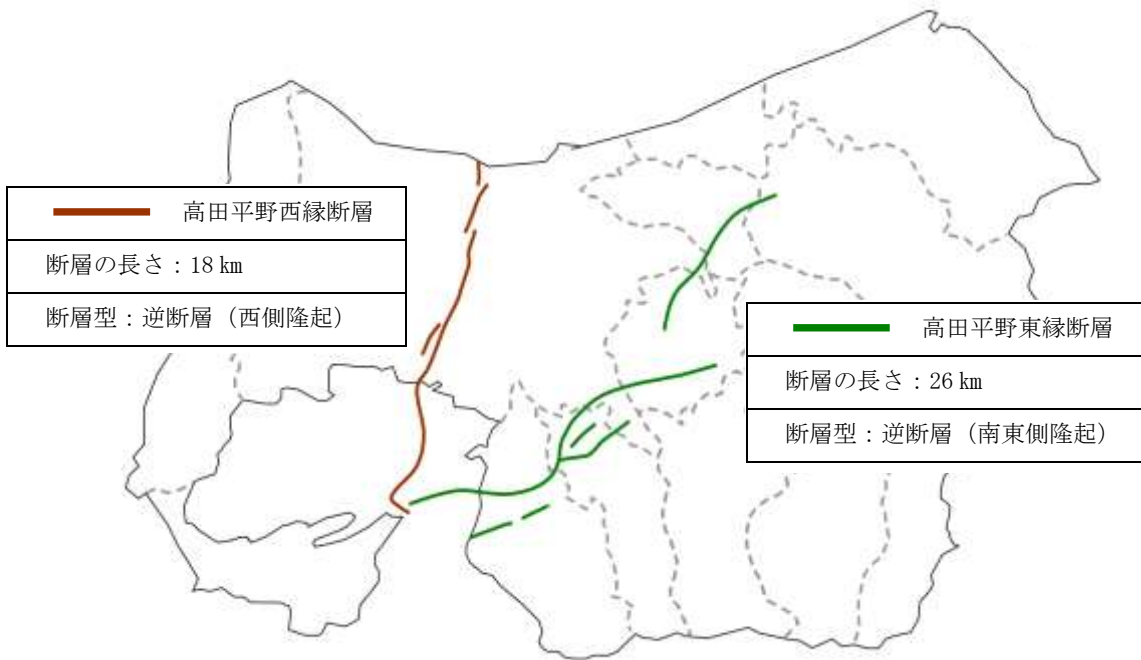 高田平野西縁断層
断層の長さ：18 km
断層型：逆断層（西側隆起）
高田平野東縁断層
断層の長さ：26 km
断層型：逆断層（南東側隆起）